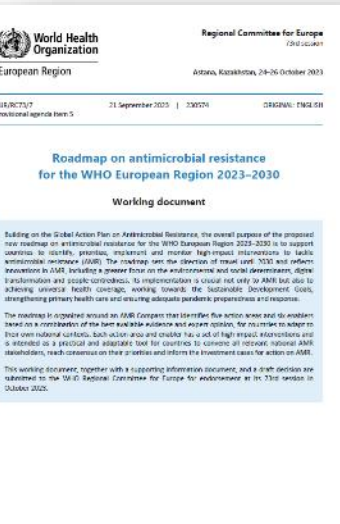 World Health
Organization
European Region
Regional Committee for Europe
73rd session
Astana, Kazakhstan, 24–26 October 2023
21 September 2023 | 230574
ORIGINAL: ENGLISH
provisional agenda item 5
Roadmap on antimicrobial resistance
for the WHO European Region 2023–2030
Working document
Building on the Global Action Plan on Antimicrobial Resistance, the overall purpose of the proposed
new roadmap on antimicrobial resistance for the WHO European Region 2023–2030 is to support
countries to identify, prioritize, implement and monitor high-impact interventions to tackle
antimicrobial resistance (AMR). The roadmap sets the direction of travel until 2030 and reflects
innovations in AMR, including a greater focus on the environmental and social determinants, digital
transformation and people-centredness. Its implementation is crucial not only to AMR but also to
achieving universal health coverage, working towards the Sustainable Development Goals,
strengthening primary health care and ensuring adequate pandemic preparedness and response.
The roadmap is organized around an AMR Compass that identifies five action areas and six enablers
based on a combination of the best available evidence and expert opinion, for countries to adapt to
their own national contexts. Each action area and enabler has a set of high impact interventions and
is intended as a practical and adaptable tool for countries to convene all relevant national AMR
stakeholders, reach consensus on their priorities and inform the investment cases for action on AMR.
This working document, together with a supporting information document, and a draft decision are
submitted to the WHO Regional Committee for Europe for endorsement at its 73rd session in
October 2023.